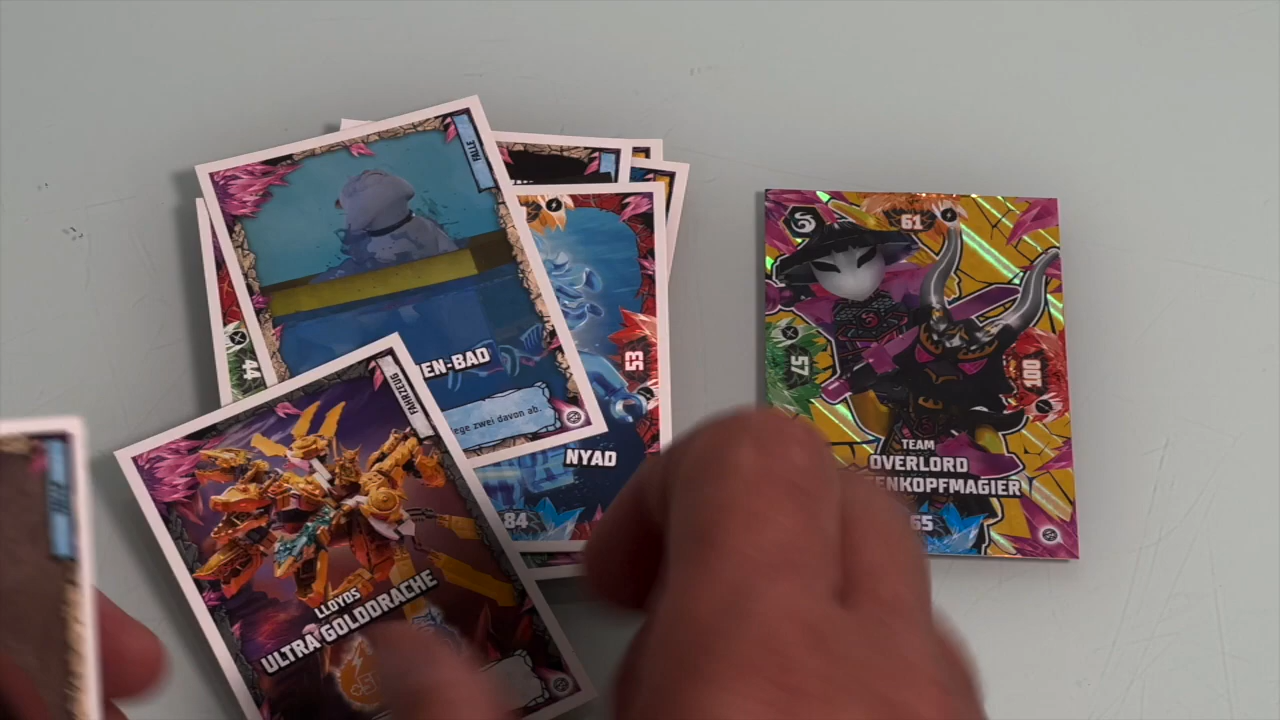 FALLE
44
EN-BAD
ege zwei davon ab.
53
NYAD
84
FAHRZEUG
LLOYDS
ULTRA GOLDDRACHE
61
57
100
TEAM
OVERLORD
ENKOPFMAGIER
65